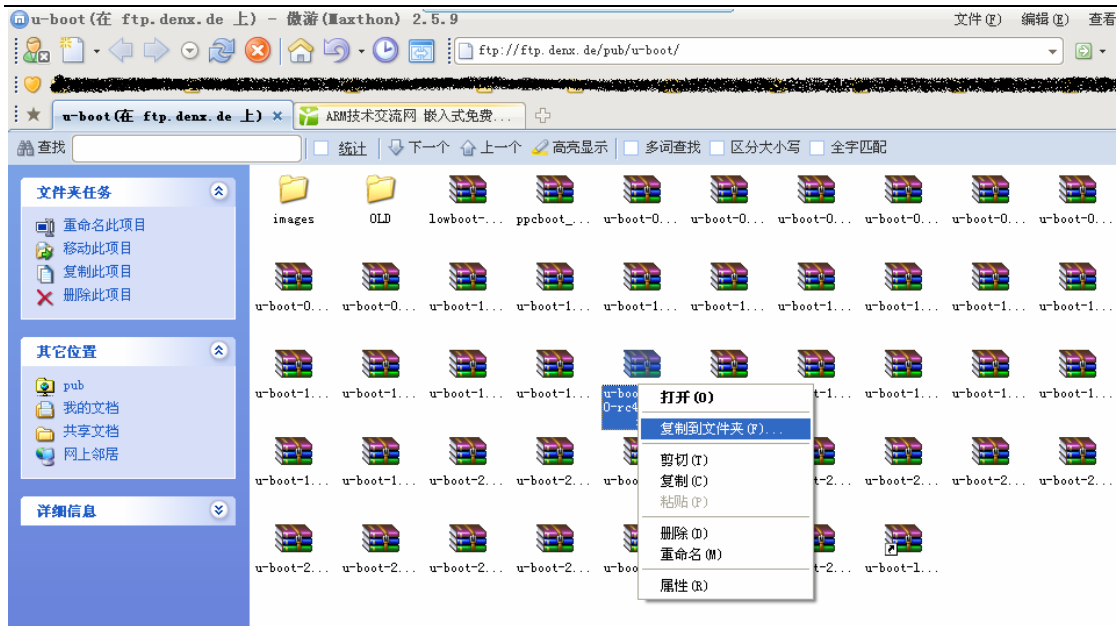 u-boot(在 ftp.denx.de 上) - 傲游(Maxthon) 2.5.9
文件(F) 编辑(E) 查看
ftp://ftp.denx.de/pub/u-boot/
u-boot(在 ftp.denx.de 上)
ARM技术交流网 嵌入式免费...
查找 统计 下一个 上一个 高亮显示 多词查找 区分大小写 全字匹配
文件夹任务
重命名此项目
移动此项目
复制此项目
删除此项目
其它位置
pub
我的文档
共享文档
网上邻居
详细信息
images OLD lowboot-... ppcboot_... u-boot-0... u-boot-0... u-boot-0... u-boot-0... u-boot-0... u-boot-0...
u-boot-0... u-boot-0... u-boot-1... u-boot-1... u-boot-1... u-boot-1... u-boot-1... u-boot-1... u-boot-1... u-boot-1...
u-boot-1... u-boot-1... u-boot-1... u-boot-1... u-boo t-1... u-boot-1... u-boot-1... u-boot-1...
0-rc4
u-boot-1... u-boot-1... u-boot-2... u-boot-2... u-boo t-2... u-boot-2... u-boot-2... u-boot-2...
u-boot-2... u-boot-2... u-boot-2... u-boot-2... u-boo t-2... u-boot-l...
打开(O)
复制到文件夹(F)...
剪切(T)
复制(C)
粘贴(P)
删除(D)
重命名(M)
属性(R)